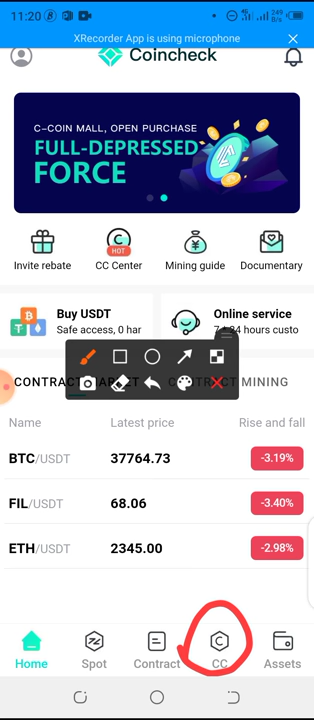 11:20
4G
249
B/s
XRecorder App is using microphone
Coincheck
C-COIN MALL, OPEN PURCHASE
FULL-DEPRESSED
FORCE
HOT
Invite rebate
CC Center
Mining guide
Documentary
Buy USDT
Safe access, 0 har
Online service
24 hours custo
CONTRACT
MINING
Name
Latest price
Rise and fall
BTC/USDT
37764.73
-3.19%
FIL/USDT
68.06
-3.40%
ETH/USDT
2345.00
-2.98%
Home
Spot
Contract
CC
Assets